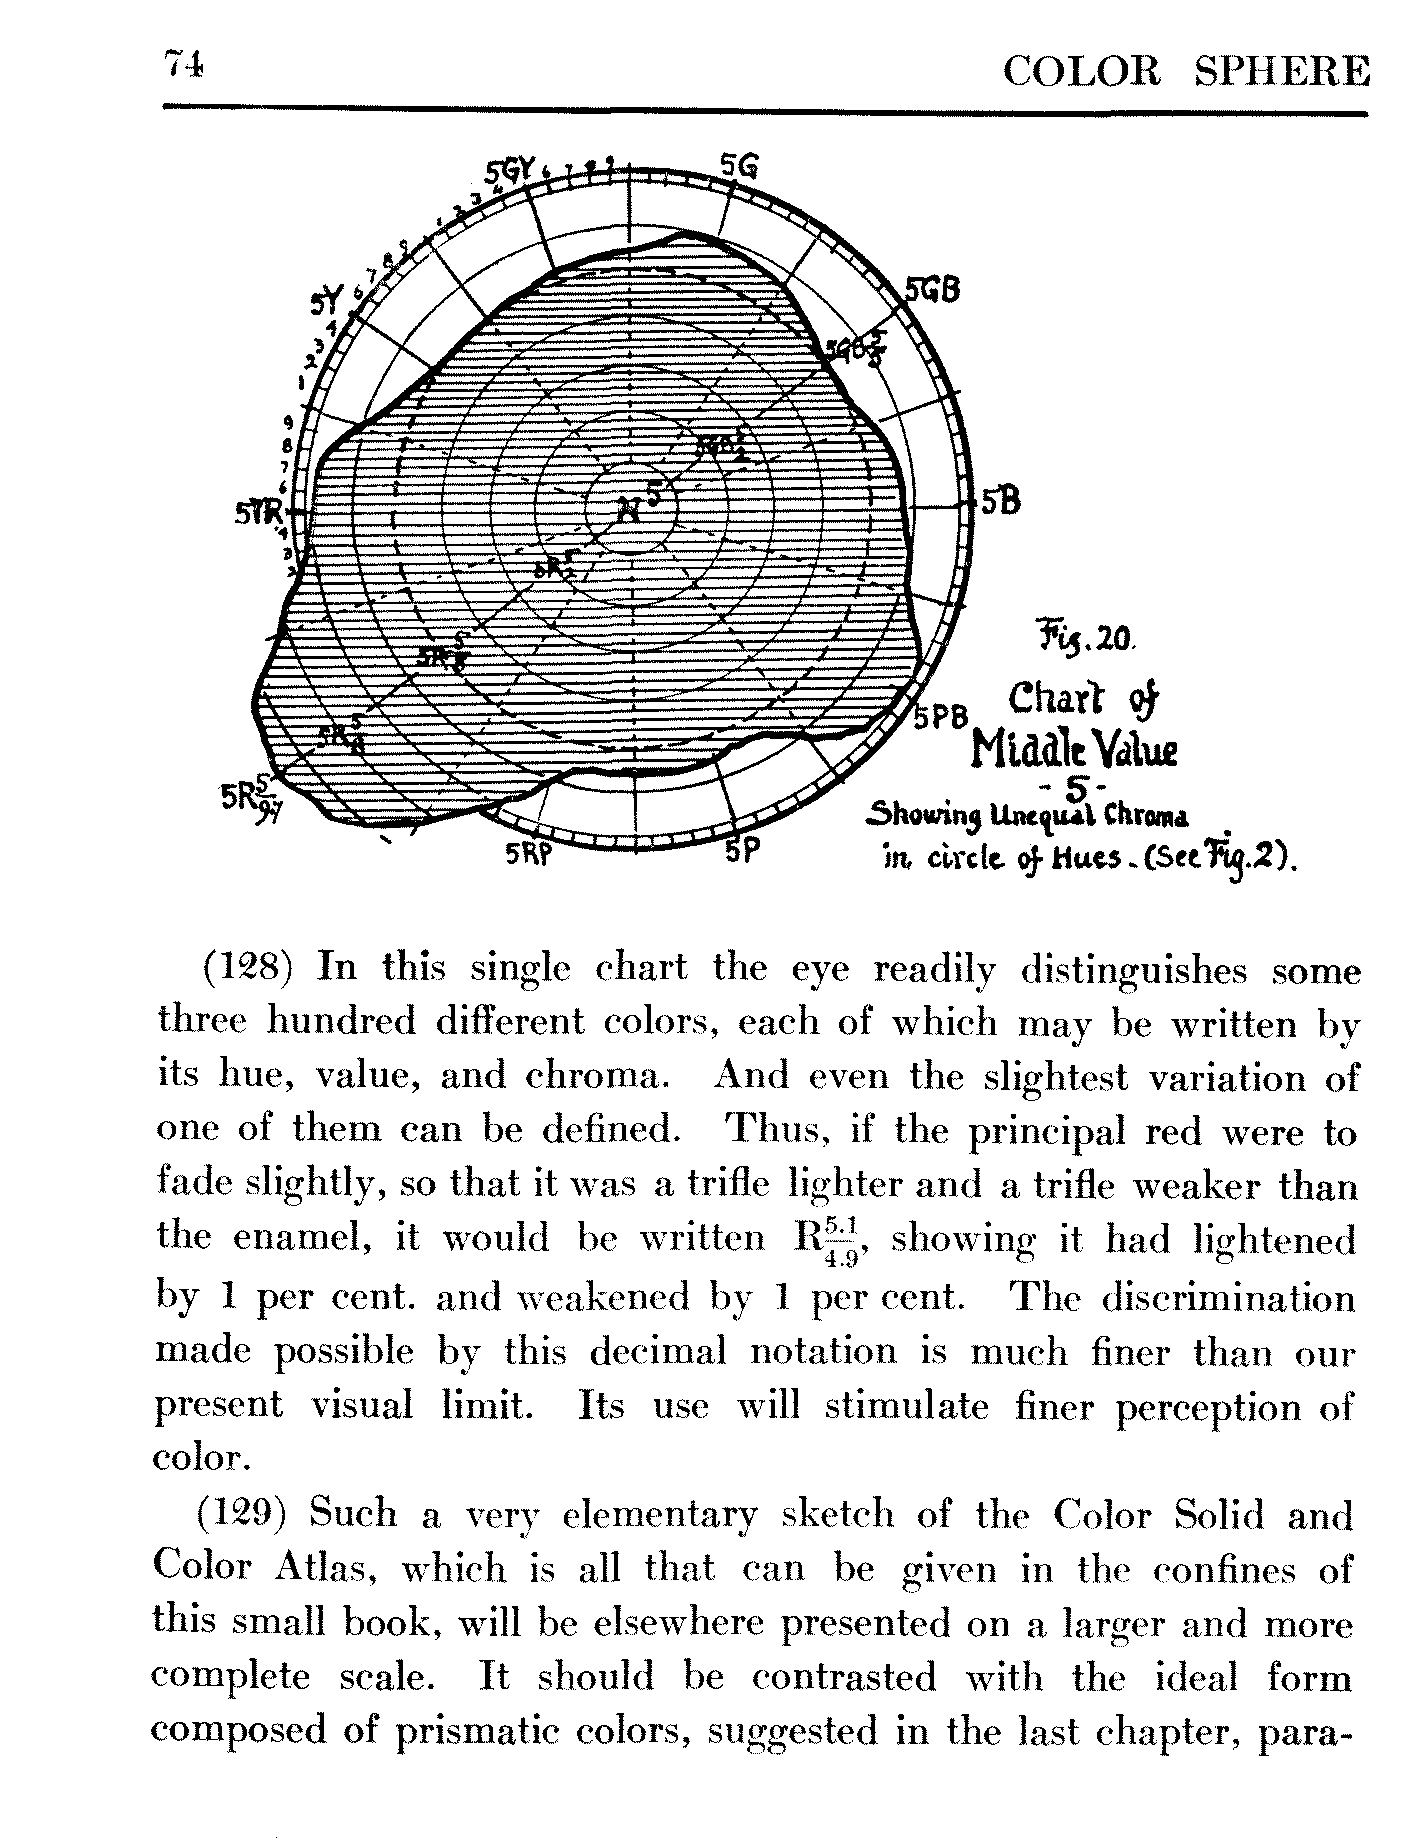 74 COLOR SPHERE
5GY 6 7 8 9 5G
1 2 3 4
6 7 8 9
5Y 5GB
1 2 3 4
5GB 5/5
6 7 8 9
5GB 5/2
5YR N 5 5B
2 3 4
5R 5/2
5R 5/5
5PB
5R 5/8
5R 5/9.4
5RP 5P
Fig. 20.
Chart of
Middle Value
- 5 -
Showing Unequal Chroma
in circle of Hues. (See Fig. 2).
(128) In this single chart the eye readily distinguishes some
three hundred different colors, each of which may be written by
its hue, value, and chroma. And even the slightest variation of
one of them can be defined. Thus, if the principal red were to
fade slightly, so that it was a trifle lighter and a trifle weaker than
the enamel, it would be written R 5.1/4.9, showing it had lightened
by 1 per cent. and weakened by 1 per cent. The discrimination
made possible by this decimal notation is much finer than our
present visual limit. Its use will stimulate finer perception of
color.
(129) Such a very elementary sketch of the Color Solid and
Color Atlas, which is all that can be given in the confines of
this small book, will be elsewhere presented on a larger and more
complete scale. It should be contrasted with the ideal form
composed of prismatic colors, suggested in the last chapter, para-